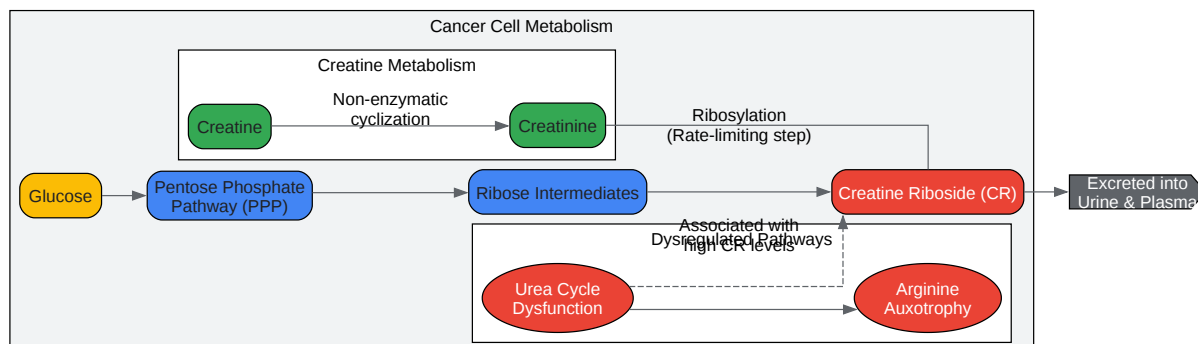 Cancer Cell Metabolism
Creatine Metabolism
Non-enzymatic
cyclization
Creatine
Creatinine
Ribosylation
(Rate-limiting step)
Glucose
Pentose Phosphate
Pathway (PPP)
Ribose Intermediates
Creatine Riboside (CR)
Excreted into
Urine & Plasma
Associated with
high CR levels
Dysregulated Pathways
Urea Cycle
Dysfunction
Arginine
Auxotrophy